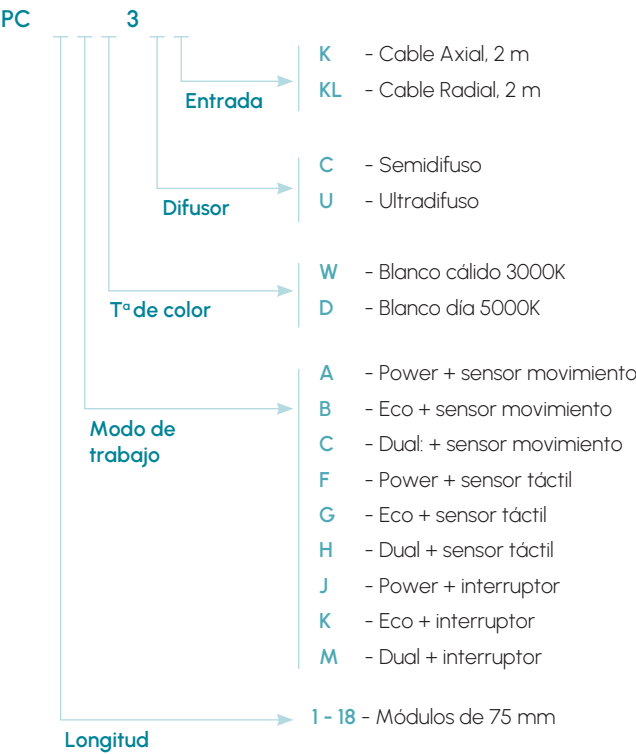 PC 3
K - Cable Axial, 2 m
KL - Cable Radial, 2 m
Entrada
C - Semidifuso
U - Ultradifuso
Difusor
W - Blanco cálido 3000K
D - Blanco día 5000K
Tª de color
A - Power + sensor movimiento
B - Eco + sensor movimiento
C - Dual: + sensor movimiento
F - Power + sensor táctil
G - Eco + sensor táctil
H - Dual + sensor táctil
J - Power + interruptor
K - Eco + interruptor
M - Dual + interruptor
Modo de
trabajo
1 - 18 - Módulos de 75 mm
Longitud